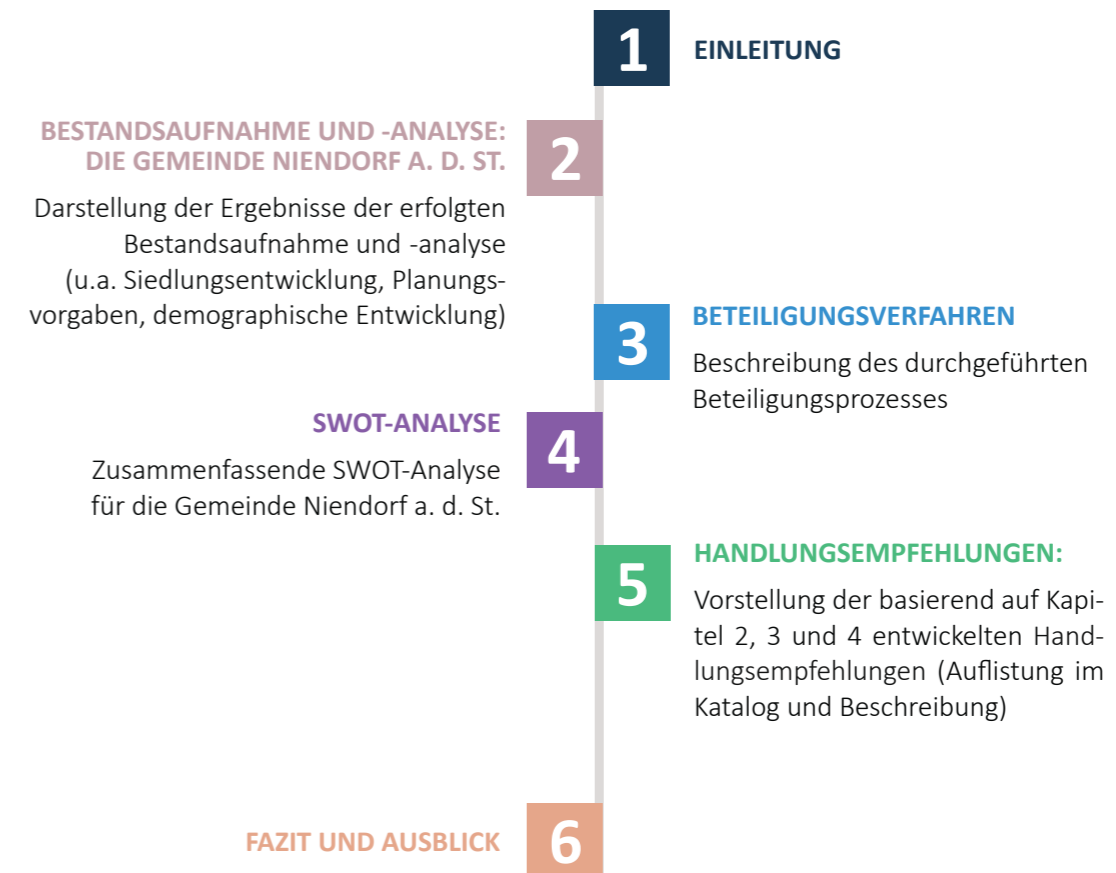 1
EINLEITUNG
BESTANDSAUFNAHME UND -ANALYSE:
DIE GEMEINDE NIENDORF A. D. ST.
2
Darstellung der Ergebnisse der erfolgten
Bestandsaufnahme und -analyse
(u.a. Siedlungsentwicklung, Planungs-
vorgaben, demographische Entwicklung)
3
BETEILIGUNGSVERFAHREN
Beschreibung des durchgeführten
Beteiligungsprozesses
SWOT-ANALYSE
4
Zusammenfassende SWOT-Analyse
für die Gemeinde Niendorf a. d. St.
5
HANDLUNGSEMPFEHLUNGEN:
Vorstellung der basierend auf Kapi-
tel 2, 3 und 4 entwickelten Hand-
lungsempfehlungen (Auflistung im
Katalog und Beschreibung)
FAZIT UND AUSBLICK
6